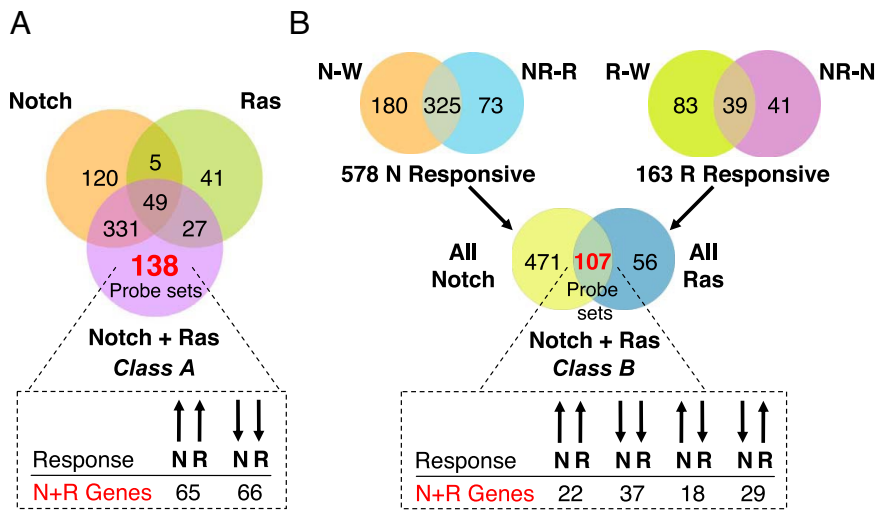 A
Notch
Ras
120
5
41
49
331
27
138
Probe sets
Notch + Ras
Class A
Response N R N R
N+R Genes 65 66
B
N-W
NR-R
180 325 73
578 N Responsive
R-W
NR-N
83 39 41
163 R Responsive
All
Notch
471 107 56
Probe
sets
All
Ras
Notch + Ras
Class B
Response N R N R N R N R
N+R Genes 22 37 18 29